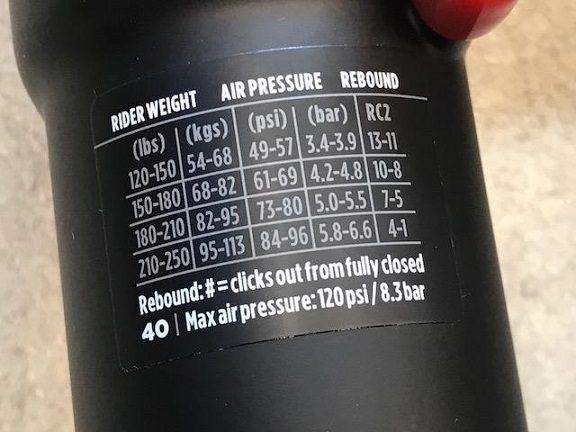 RIDER WEIGHT AIR PRESSURE REBOUND
(lbs) (kgs) (psi) (bar) RC2
120-150 54-68 49-57 3.4-3.9 13-11
150-180 68-82 61-69 4.2-4.8 10-8
180-210 82-95 73-80 5.0-5.5 7-5
210-250 95-113 84-96 5.8-6.6 4-1
Rebound: # = clicks out from fully closed
40 | Max air pressure: 120 psi / 8.3 bar